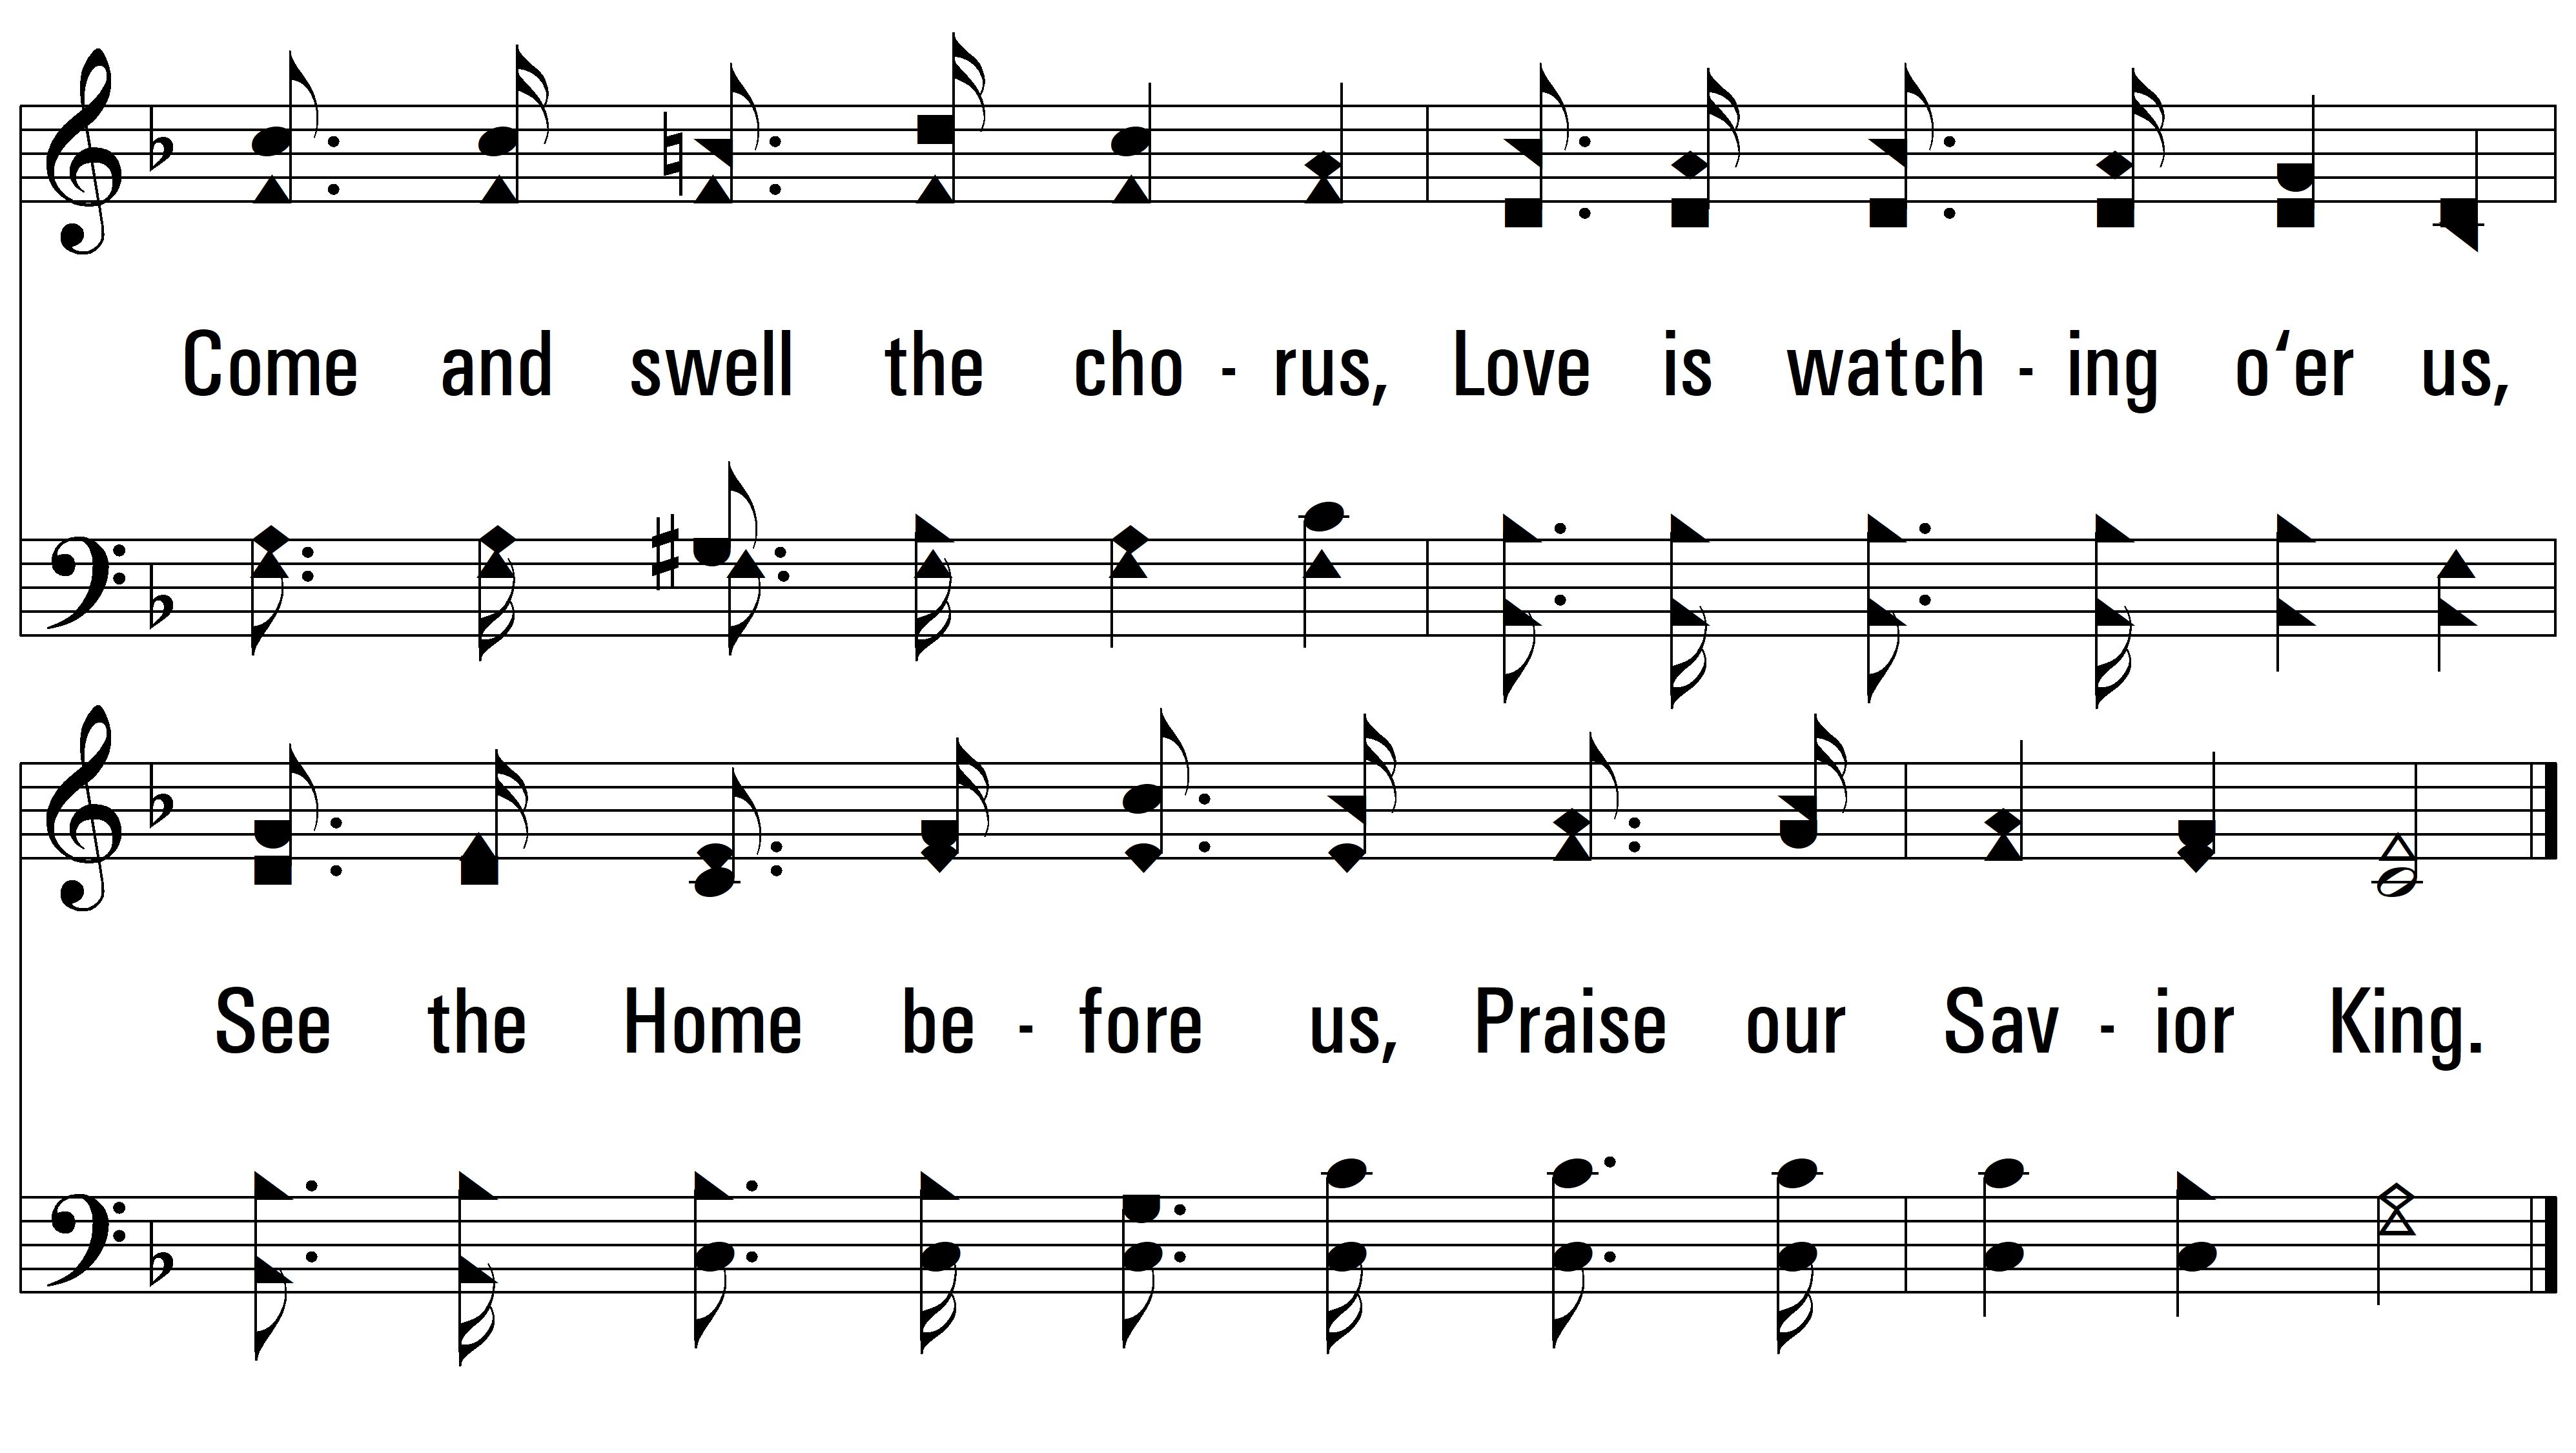 Come and swell the cho - rus, Love is watch - ing o‘er us,
See the Home be - fore us, Praise our Sav - ior King.